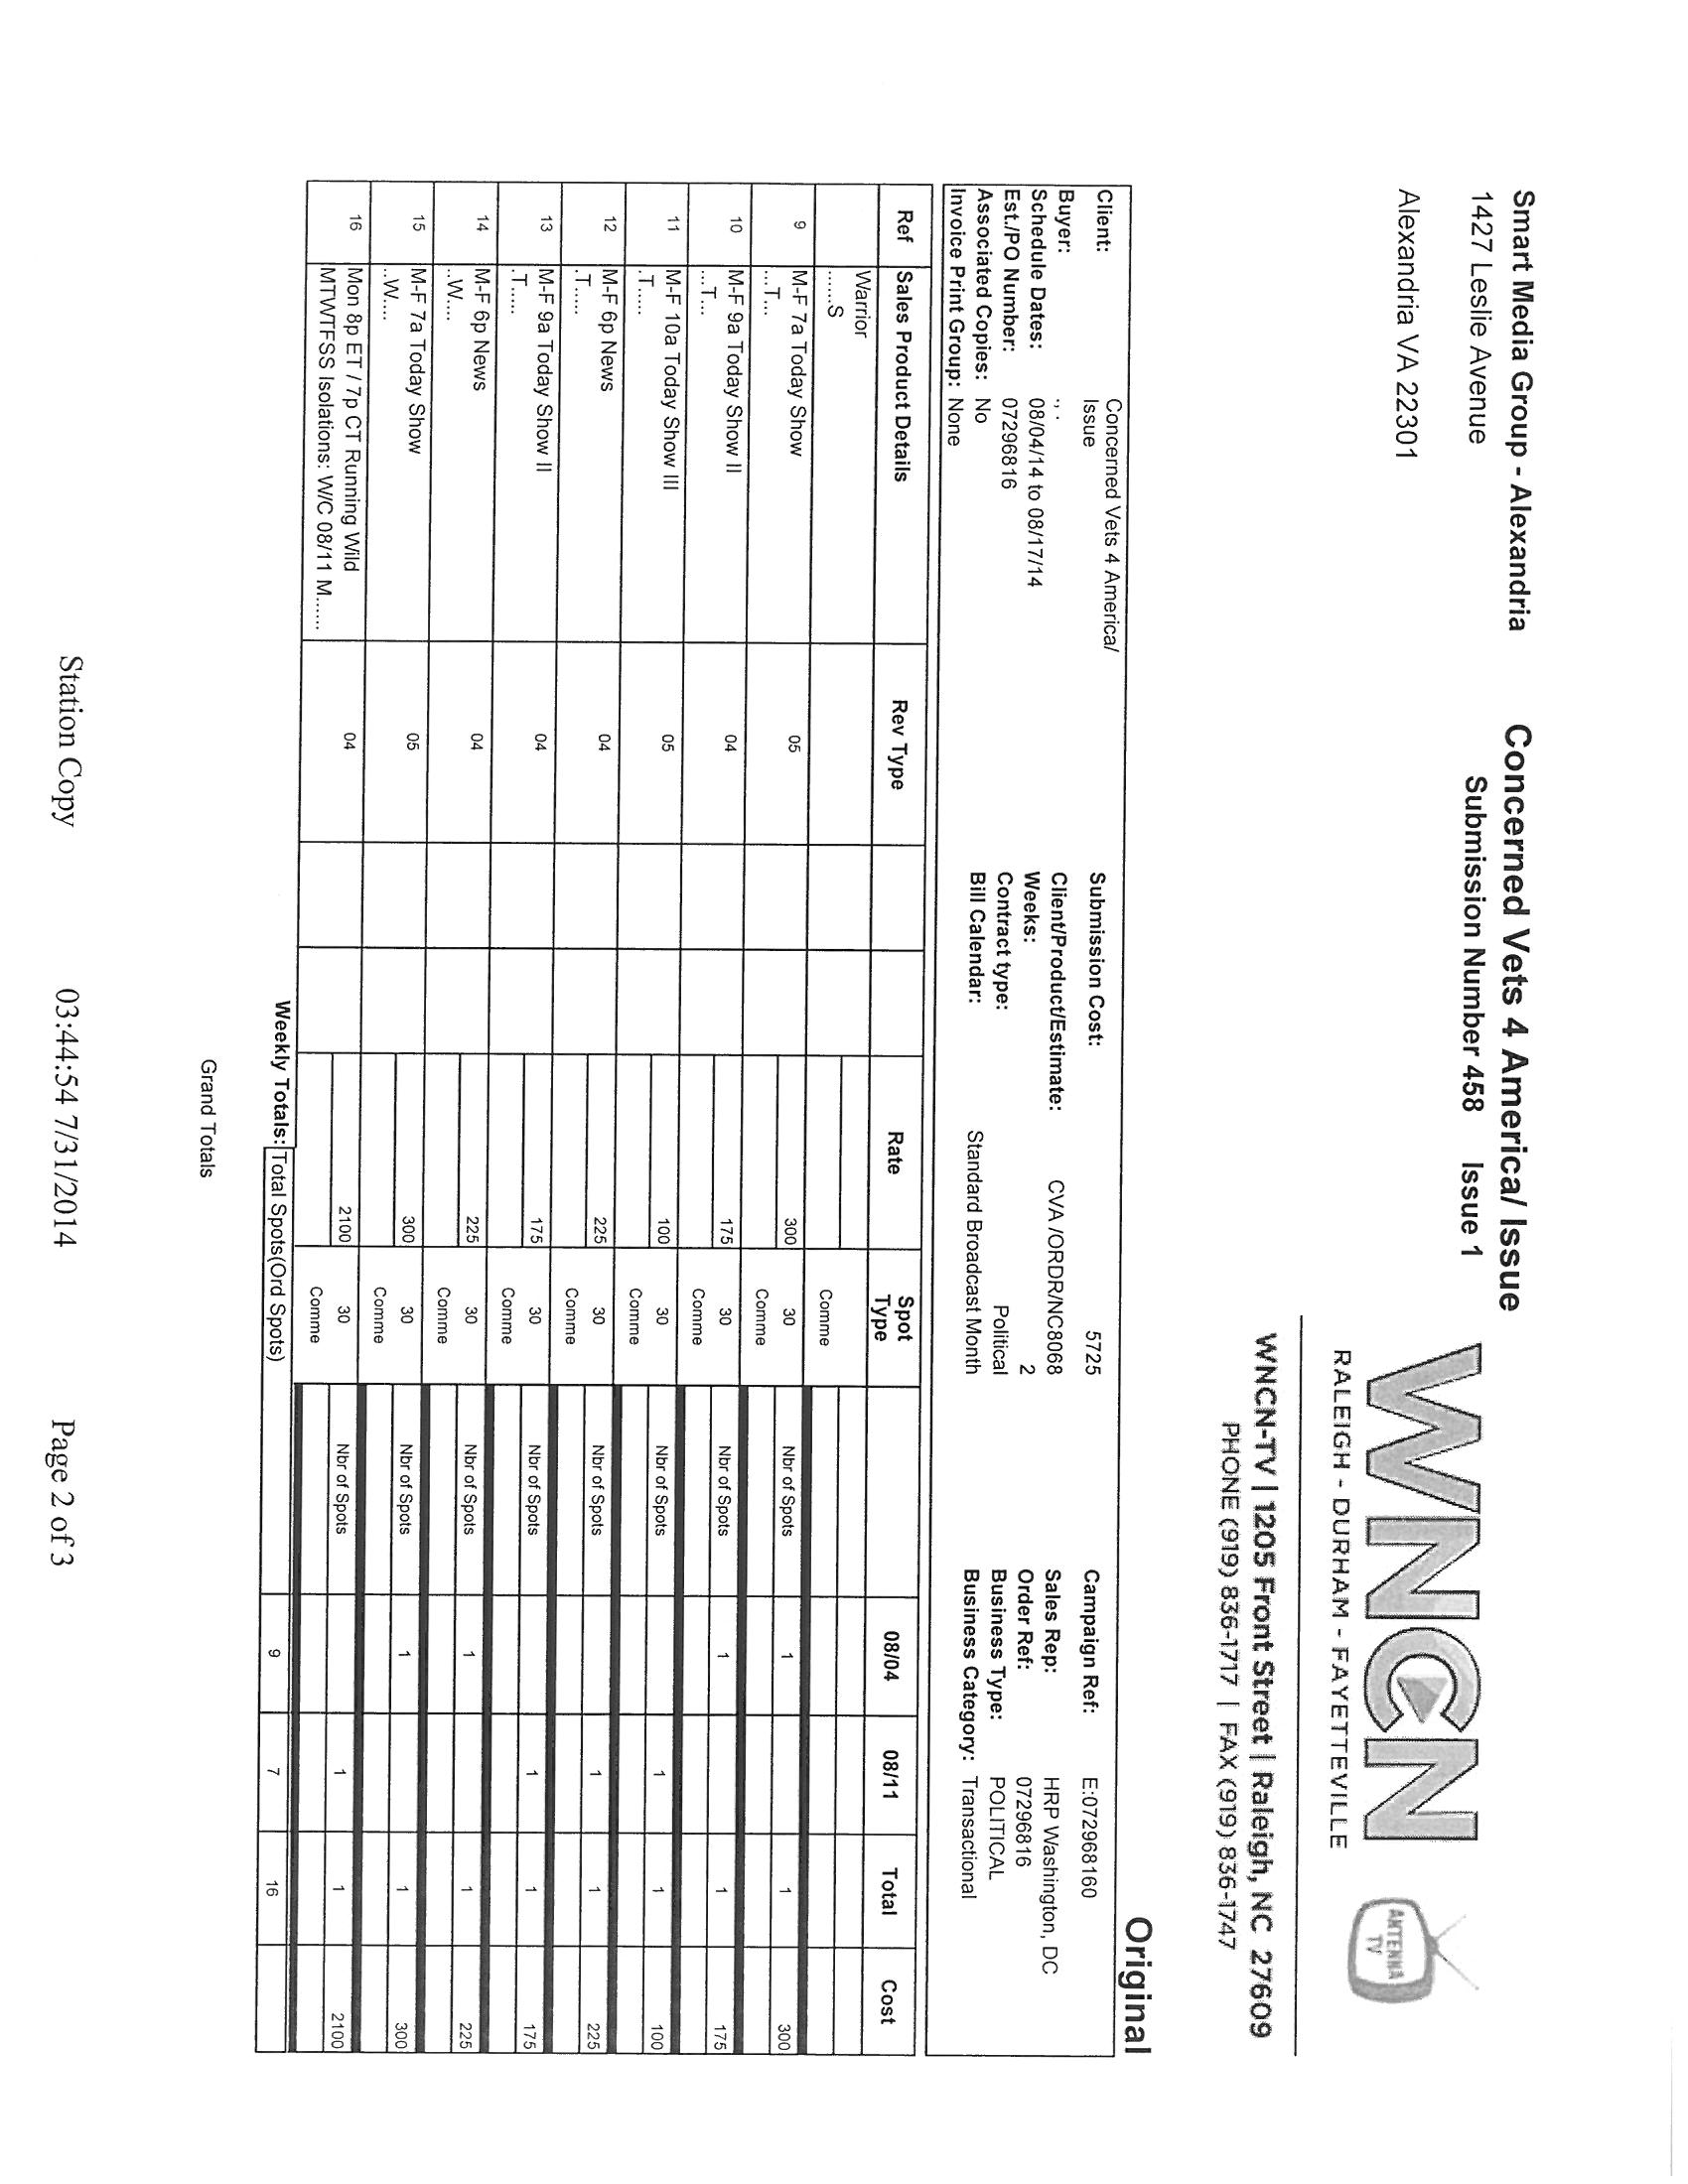 Smart Media Group - Alexandria
1427 Leslie Avenue
Alexandria VA 22301
Concerned Vets 4 America/ Issue
Submission Number 458 Issue 1
WNCN
RALEIGH - DURHAM - FAYETTEVILLE
ANTENNA TV
WNCN-TV | 1205 Front Street | Raleigh, NC 27609
PHONE (919) 836-1717 | FAX (919) 836-1747
Original
Client: Concerned Vets 4 America/ Issue
Buyer: ., .
Schedule Dates: 08/04/14 to 08/17/14
Est./PO Number: 07296816
Associated Copies: No
Invoice Print Group: None
Submission Cost: 5725
Client/Product/Estimate: CVA /ORDR/NC8068
Weeks: 2
Contract type: Political
Bill Calendar: Standard Broadcast Month
Campaign Ref: E:072968160
Sales Rep: HRP Washington, DC
Order Ref: 07296816
Business Type: POLITICAL
Business Category: Transactional
Ref Sales Product Details Rev Type Rate Spot Type 08/04 08/11 Total Cost
Warrior
......S Comme
9 M-F 7a Today Show 05 300 30 Nbr of Spots 1 1 300
...T... Comme
10 M-F 9a Today Show II 04 175 30 Nbr of Spots 1 1 175
...T... Comme
11 M-F 10a Today Show III 05 100 30 Nbr of Spots 1 1 100
.T..... Comme
12 M-F 6p News 04 225 30 Nbr of Spots 1 1 225
.T..... Comme
13 M-F 9a Today Show II 04 175 30 Nbr of Spots 1 1 175
.T..... Comme
14 M-F 6p News 04 225 30 Nbr of Spots 1 1 225
..W.... Comme
15 M-F 7a Today Show 05 300 30 Nbr of Spots 1 1 300
..W.... Comme
16 Mon 8p ET / 7p CT Running Wild 04 2100 30 Nbr of Spots 1 1 2100
MTWTFSS Isolations: W/C 08/11 M...... Comme
Weekly Totals: Total Spots(Ord Spots) 9 7 16
Grand Totals
Station Copy 03:44:54 7/31/2014 Page 2 of 3